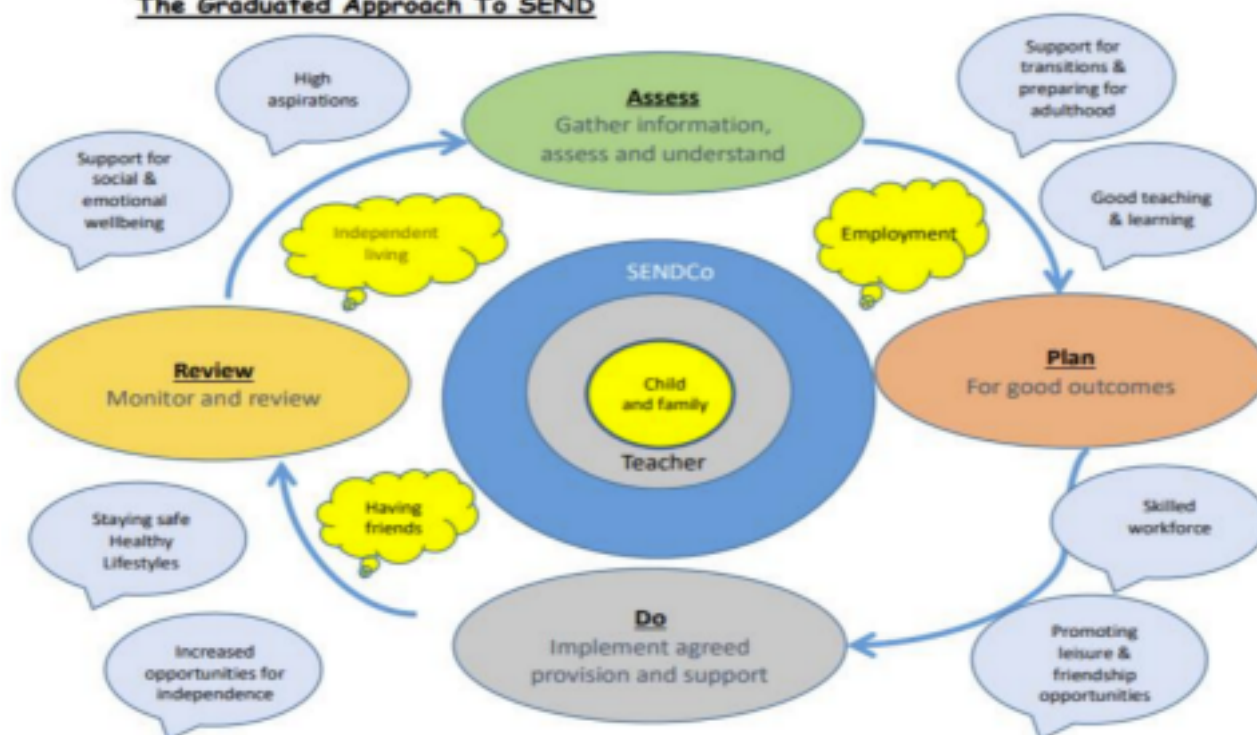 The Graduated Approach To SEND
High
aspirations
Assess
Gather information,
assess and understand
Support for
transitions &
preparing for
adulthood
Support for
social &
emotional
wellbeing
Good teaching
& learning
Independent
living
Employment
SENDCo
Review
Monitor and review
Child
and family
Teacher
Plan
For good outcomes
Having
friends
Staying safe
Healthy
Lifestyles
Skilled
workforce
Do
Implement agreed
provision and support
Increased
opportunities for
independence
Promoting
leisure &
friendship
opportunities